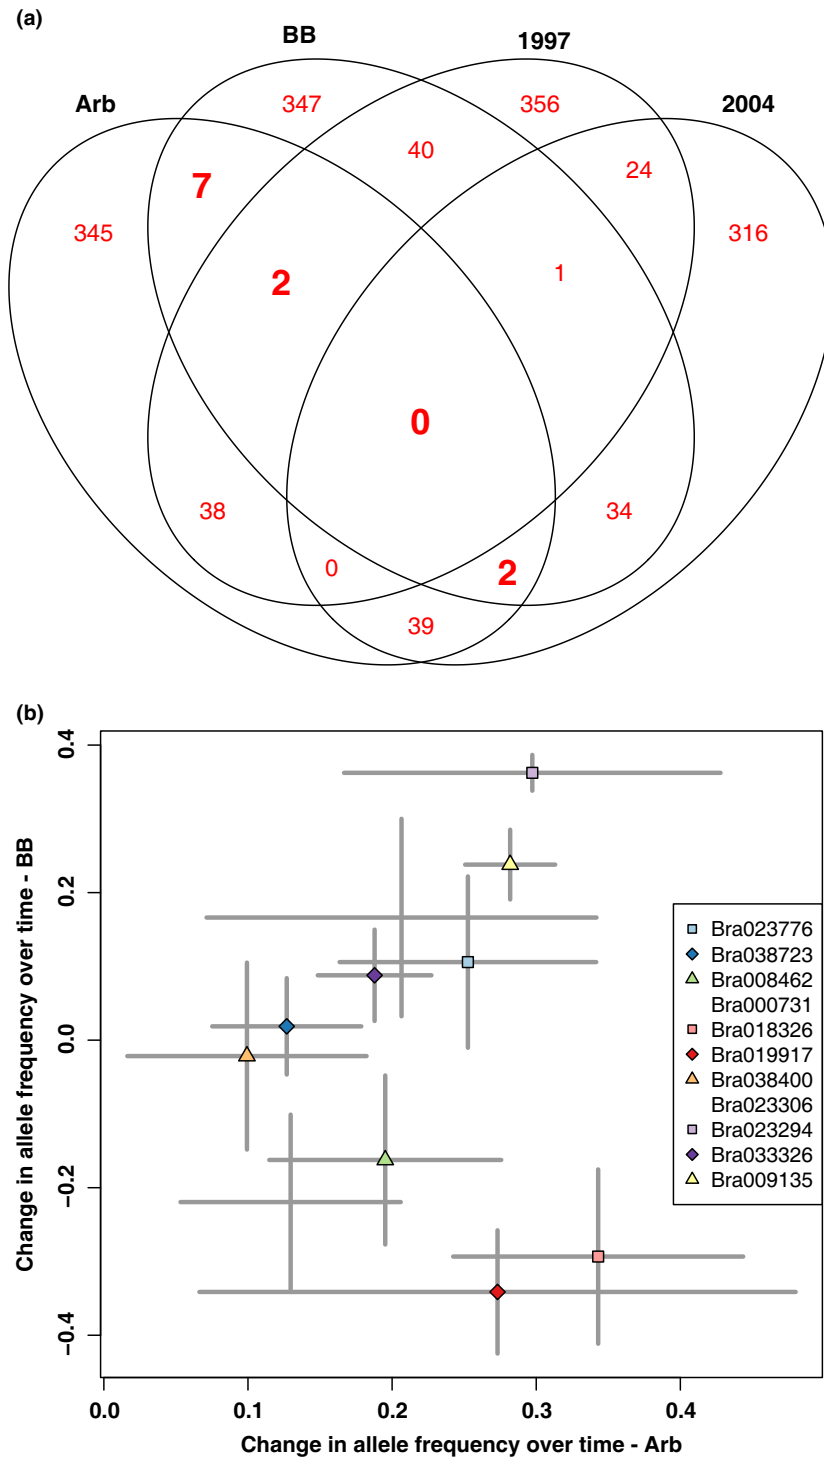 (a)
BB
1997
Arb
2004
347
356
40
24
7
345
316
2
1
0
38
34
0
2
39
(b)
Change in allele frequency over time - BB
0.4
0.2
0.0
−0.2
−0.4
Bra023776
Bra038723
Bra008462
Bra000731
Bra018326
Bra019917
Bra038400
Bra023306
Bra023294
Bra033326
Bra009135
0.0 0.1 0.2 0.3 0.4
Change in allele frequency over time - Arb